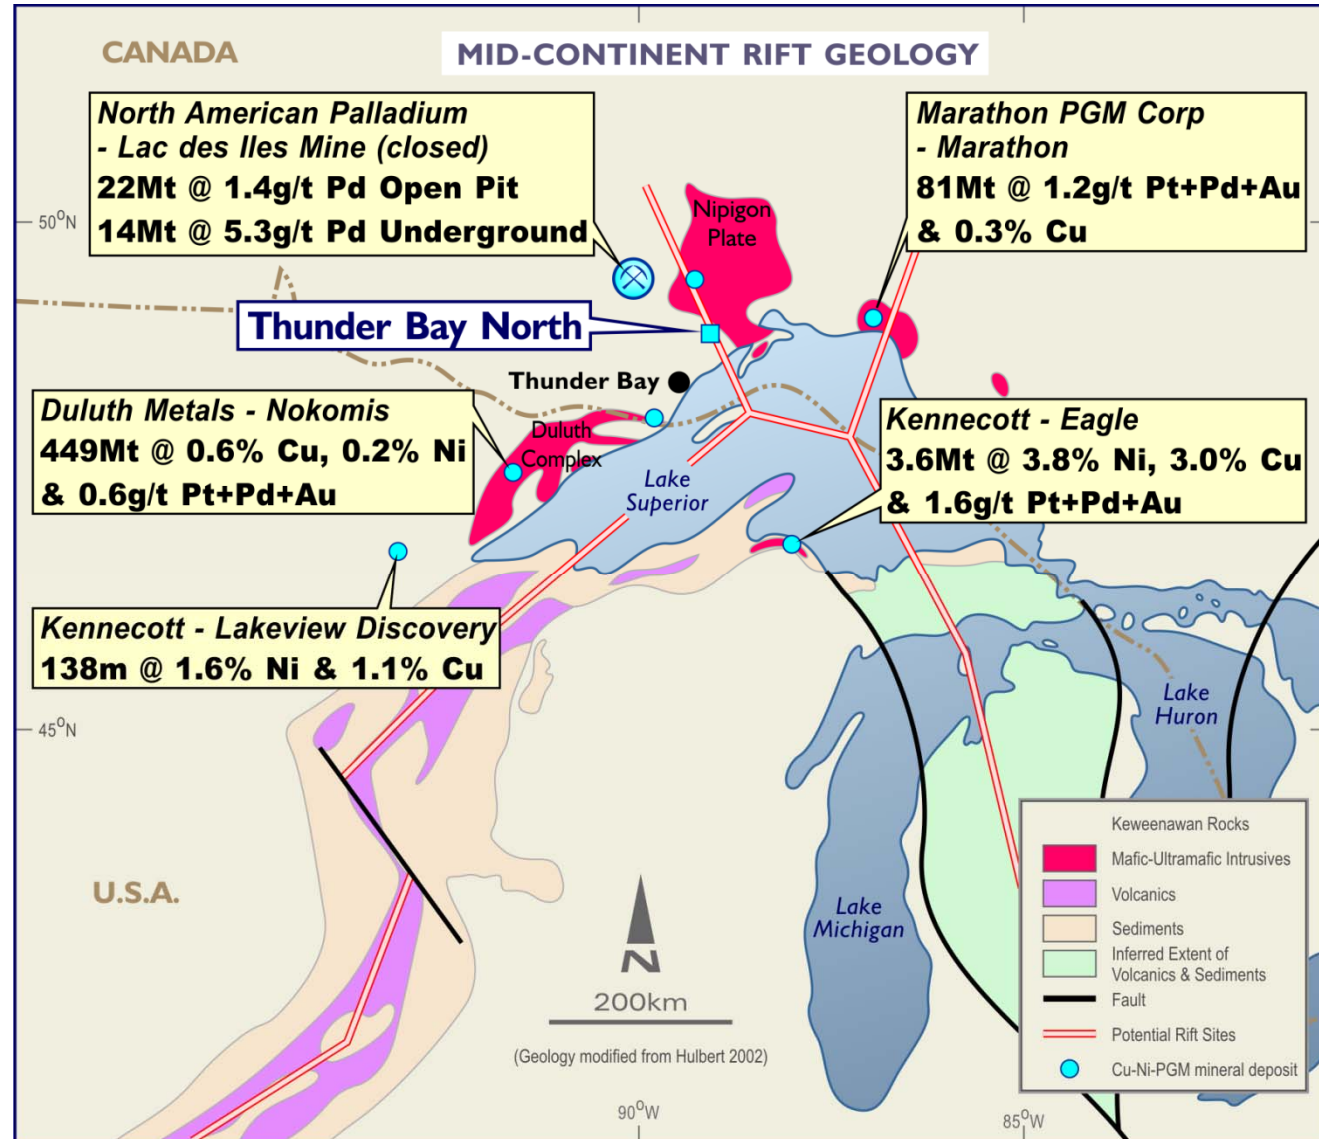 CANADA
MID-CONTINENT RIFT GEOLOGY
North American Palladium
- Lac des Iles Mine (closed)
22Mt @ 1.4g/t Pd Open Pit
14Mt @ 5.3g/t Pd Underground
Marathon PGM Corp
- Marathon
81Mt @ 1.2g/t Pt+Pd+Au
& 0.3% Cu
50°N
Nipigon
Plate
Thunder Bay North
Thunder Bay
Duluth Metals - Nokomis
449Mt @ 0.6% Cu, 0.2% Ni
& 0.6g/t Pt+Pd+Au
Duluth
Complex
Lake
Superior
Kennecott - Eagle
3.6Mt @ 3.8% Ni, 3.0% Cu
& 1.6g/t Pt+Pd+Au
Kennecott - Lakeview Discovery
138m @ 1.6% Ni & 1.1% Cu
45°N
Lake
Huron
U.S.A.
Lake
Michigan
N
200km
(Geology modified from Hulbert 2002)
Keweenawan Rocks
Mafic-Ultramafic Intrusives
Volcanics
Sediments
Inferred Extent of
Volcanics & Sediments
Fault
Potential Rift Sites
Cu-Ni-PGM mineral deposit
90°W
85°W